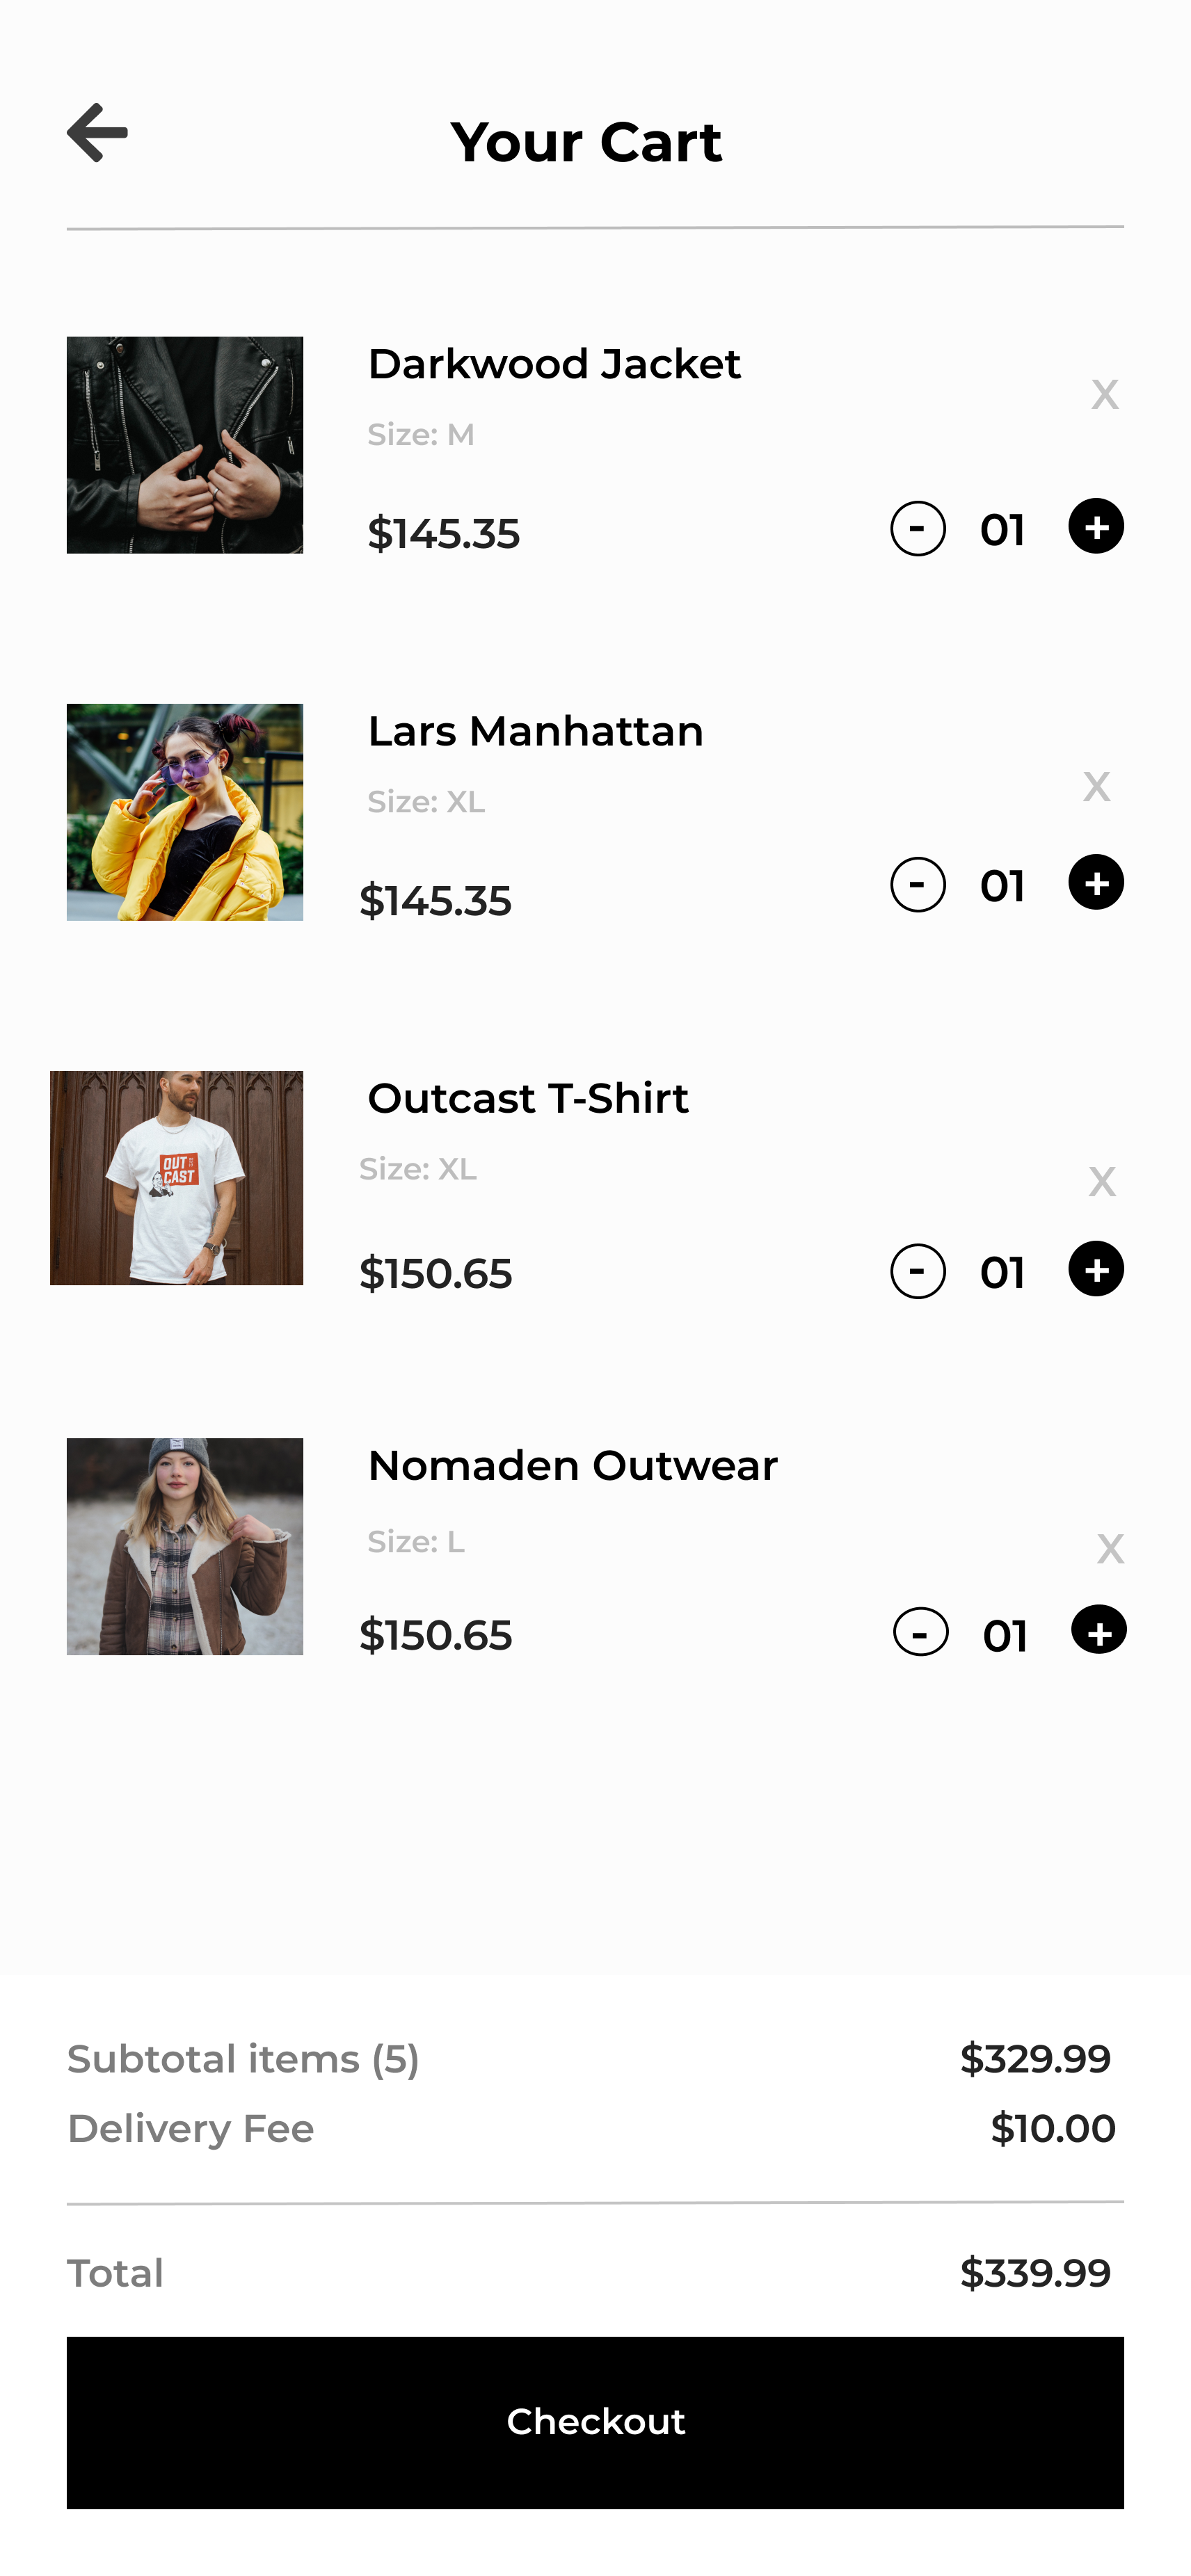 Your Cart
Darkwood Jacket
X
Size: M
$145.35
- 01 +
Lars Manhattan
X
Size: XL
$145.35
- 01 +
Outcast T-Shirt
OUT
CAST
Size: XL
X
$150.65
- 01 +
Nomaden Outwear
Size: L
X
$150.65
- 01 +
Subtotal items (5) $329.99
Delivery Fee $10.00
Total $339.99
Checkout